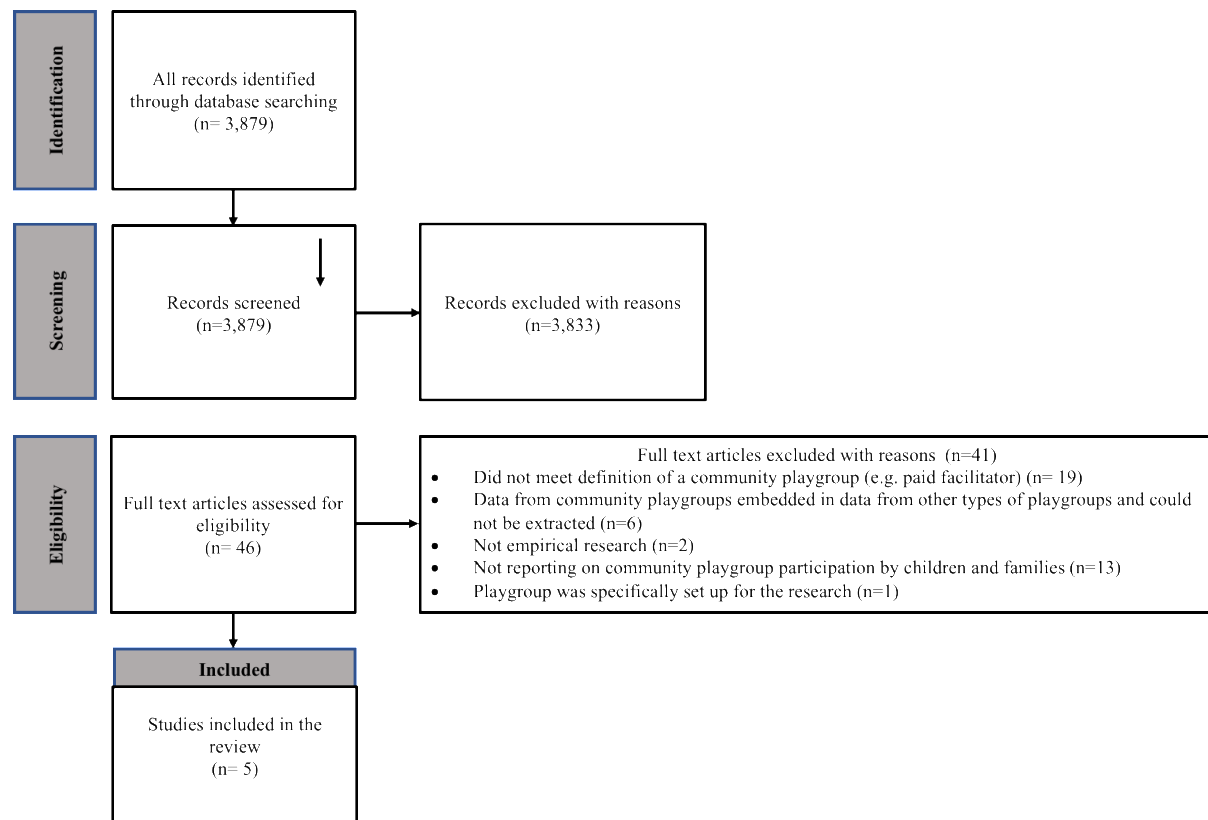 Identification
All records identified
through database searching
(n= 3,879)
Screening
Records screened
(n=3,879)
Records excluded with reasons
(n=3,833)
Eligibility
Full text articles assessed for
eligibility
(n= 46)
Full text articles excluded with reasons  (n=41)
• Did not meet definition of a community playgroup (e.g. paid facilitator) (n= 19)
• Data from community playgroups embedded in data from other types of playgroups and could
not be extracted (n=6)
• Not empirical research (n=2)
• Not reporting on community playgroup participation by children and families (n=13)
• Playgroup was specifically set up for the research (n=1)
Included
Studies included in the
review
(n= 5)